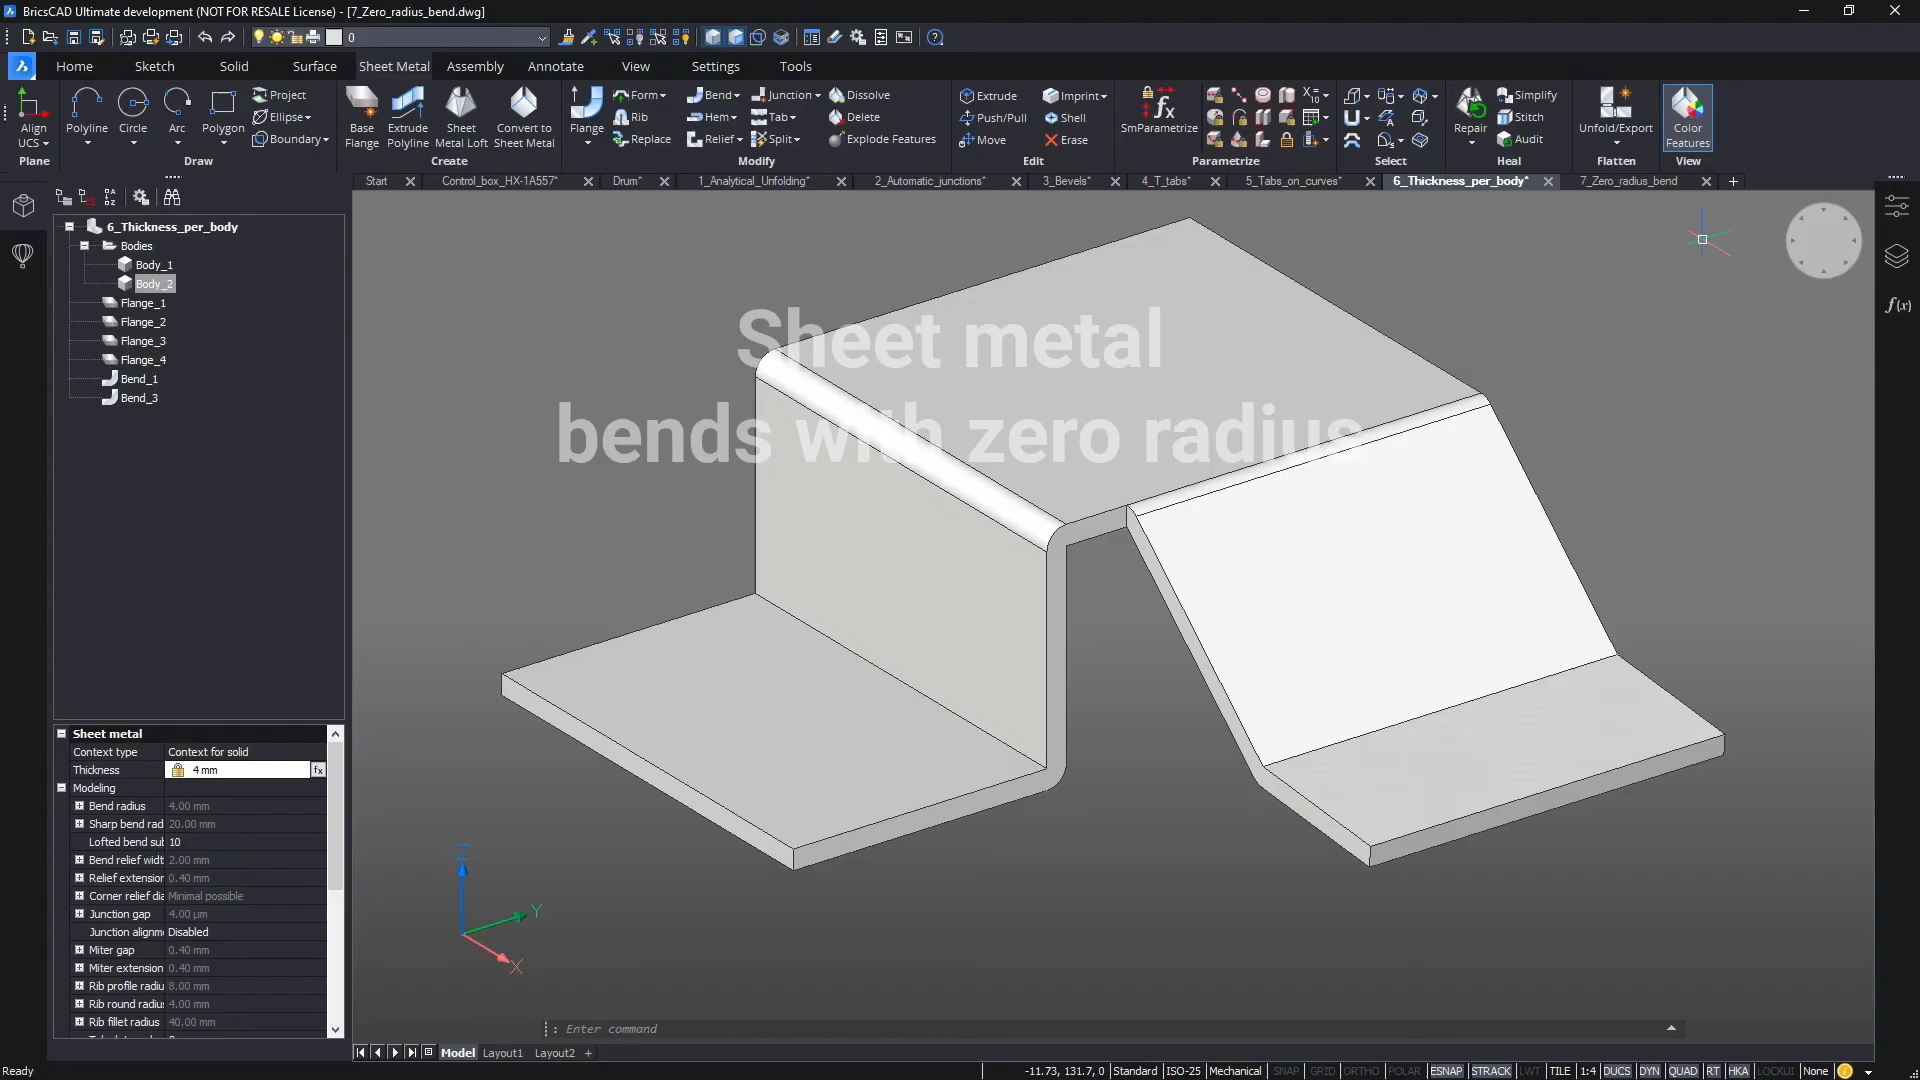 BricsCAD Ultimate development (NOT FOR RESALE License) - [7_Zero_radius_bend.dwg]
0
Home Sketch Solid Surface Sheet Metal Assembly Annotate View Settings Tools
Align UCS
Polyline
Circle
Arc
Polygon
Project
Ellipse
Boundary
Base Flange
Extrude Polyline
Sheet Metal Loft
Convert to Sheet Metal
Flange
Form
Rib
Replace
Bend
Hem
Relief
Junction
Tab
Split
Dissolve
Delete
Explode Features
Extrude
Push/Pull
Move
Imprint
Shell
Erase
SmParametrize
Repair
Simplify
Stitch
Audit
Unfold/Export
Color Features
Plane Draw Create Modify Edit Parametrize Select Heal Flatten View
Start Control_box_HX-1A557* Drum* 1_Analytical_Unfolding* 2_Automatic_junctions* 3_Bevels* 4_T_tabs* 5_Tabs_on_curves* 6_Thickness_per_body* 7_Zero_radius_bend
6_Thickness_per_body
Bodies
Body_1
Body_2
Flange_1
Flange_2
Flange_3
Flange_4
Bend_1
Bend_3
Sheet metal
bends with zero radius
f(x)
Sheet metal
Context type Context for solid
Thickness 4 mm fx
Modeling
Bend radius 4.00 mm
Sharp bend rad 20.00 mm
Lofted bend sub 10
Bend relief widt 2.00 mm
Relief extension 0.40 mm
Corner relief dia Minimal possible
Junction gap 4.00 µm
Junction alignme Disabled
Miter gap 0.40 mm
Miter extension 0.40 mm
Rib profile radiu 8.00 mm
Rib round radius 4.00 mm
Rib fillet radius 40.00 mm
Z
Y
X
: Enter command
Model Layout1 Layout2 +
Ready
-11.73, 131.7, 0 Standard ISO-25 Mechanical SNAP GRID ORTHO POLAR ESNAP STRACK LWT TILE 1:4 DUCS DYN QUAD RT HKA LOCKUI None